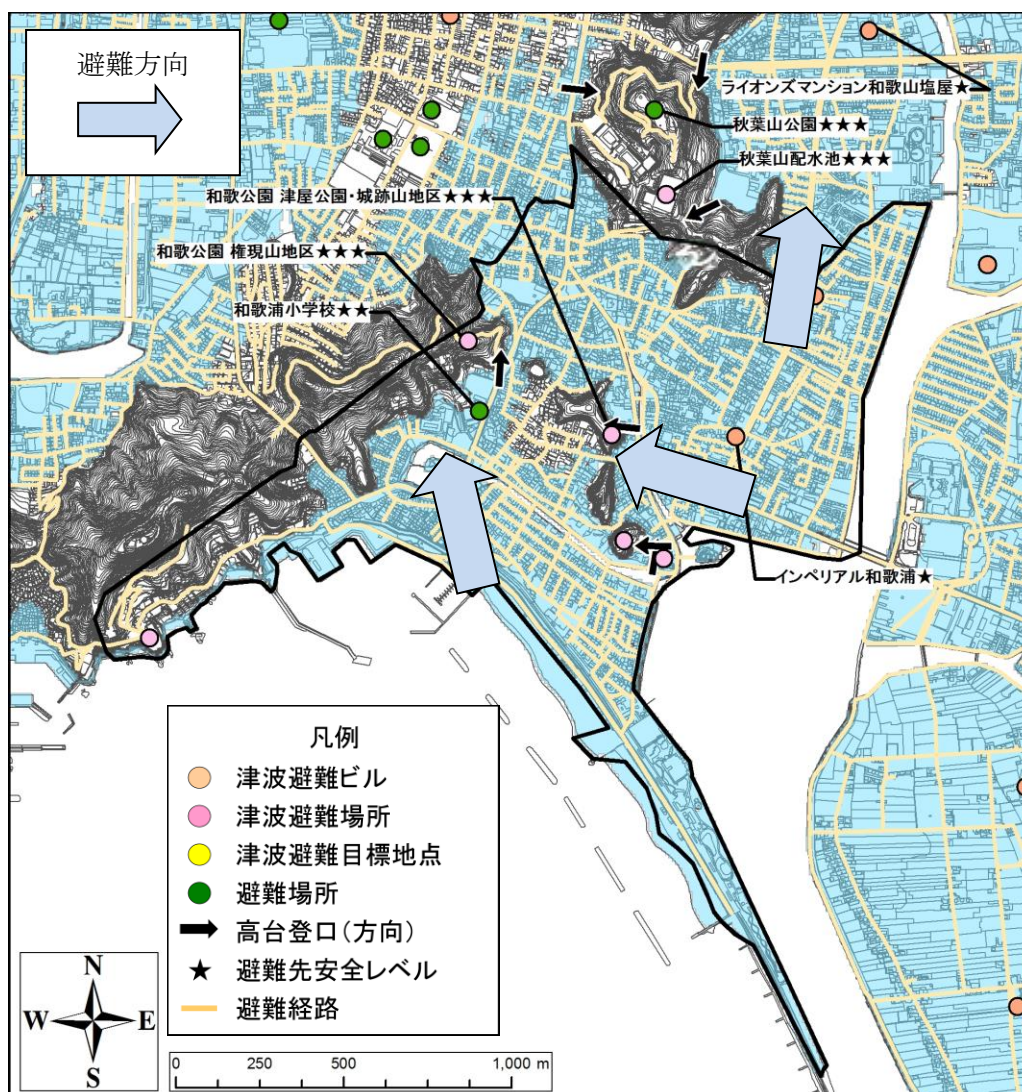 避難方向
ライオンズマンション和歌山塩屋★
秋葉山公園★★★
秋葉山配水池★★★
和歌公園 津屋公園・城跡山地区★★★
和歌公園 権現山地区★★★
和歌浦小学校★★
インペリアル和歌浦★
凡例
津波避難ビル
津波避難場所
津波避難目標地点
避難場所
高台登口（方向）
★ 避難先安全レベル
避難経路
N
W E
S
0 250 500 1,000 m